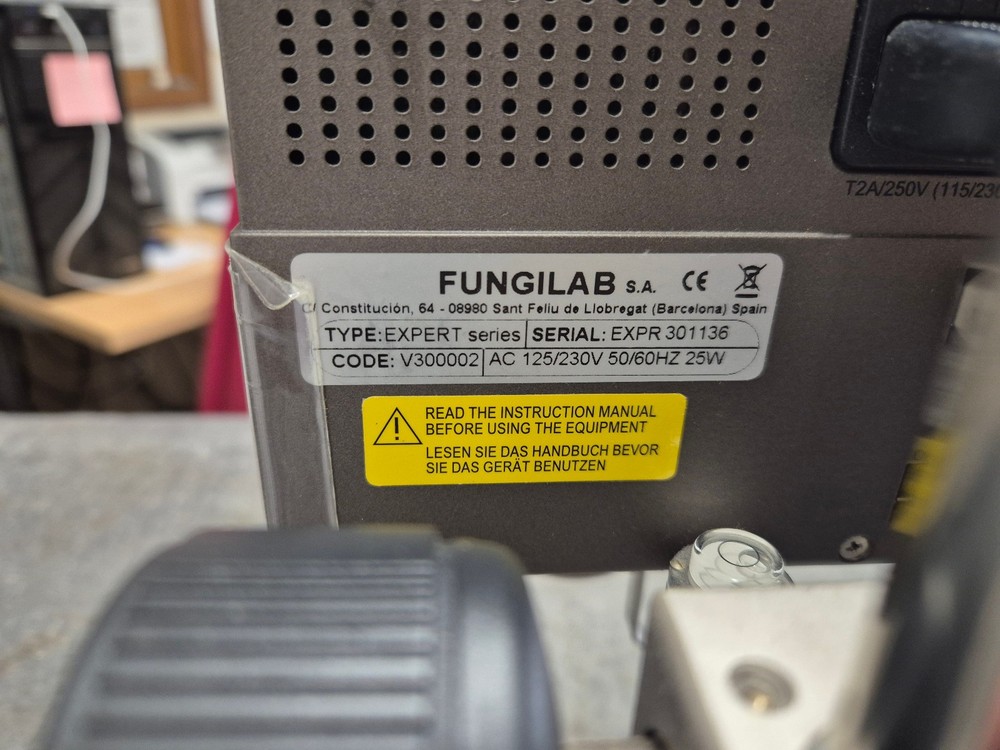 T2A/250V (115/230
FUNGILAB S.A. CE
C/ Constitución, 64 - 08980 Sant Feliu de Llobregat (Barcelona) Spain
TYPE: EXPERT series SERIAL: EXPR 301136
CODE: V300002 AC 125/230V 50/60HZ 25W
READ THE INSTRUCTION MANUAL
BEFORE USING THE EQUIPMENT
LESEN SIE DAS HANDBUCH BEVOR
SIE DAS GERÄT BENUTZEN